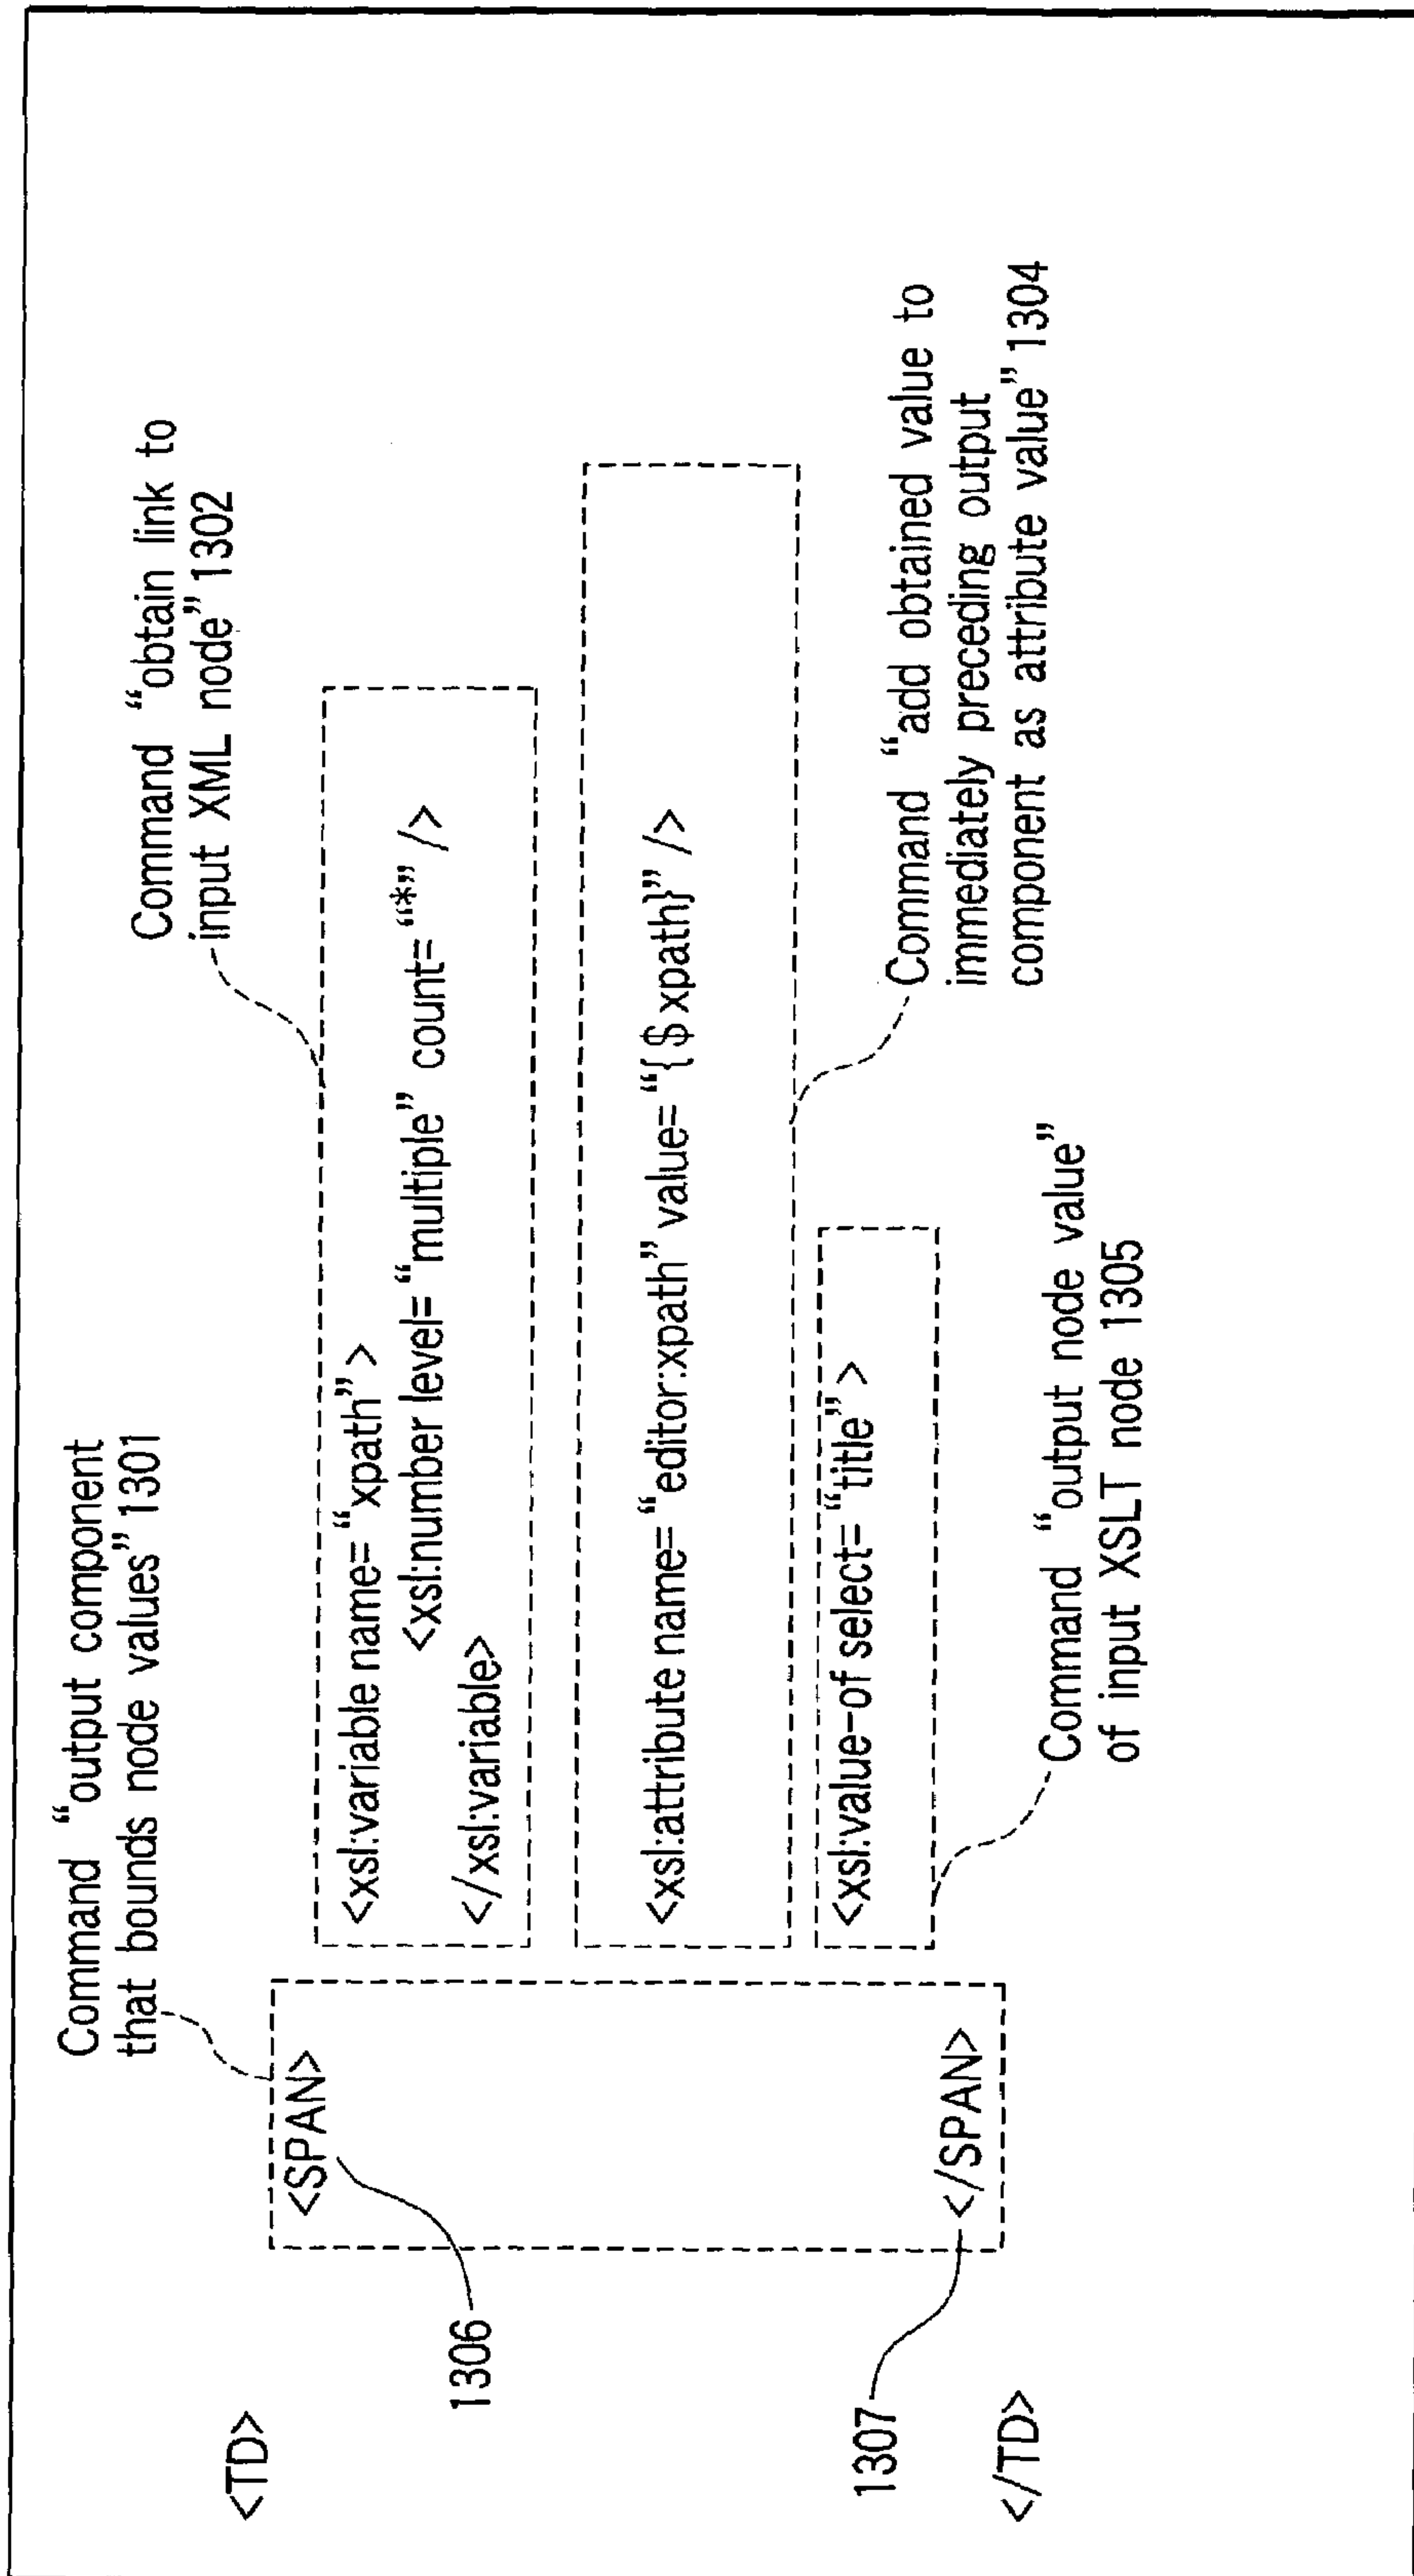 Command “output component
that bounds node values” 1301
Command “obtain link to
input XML node” 1302
<TD>
<SPAN>
1306
<xsl:variable name=“xpath” >
<xsl:number level=“multiple” count=“*” />
</xsl:variable>
<xsl:attribute name=“editor:xpath” value=“{$xpath}” />
<xsl:value-of select=“title” >
</SPAN>
1307
</TD>
Command “add obtained value to
immediately preceding output
component as attribute value” 1304
Command “output node value”
of input XSLT node 1305